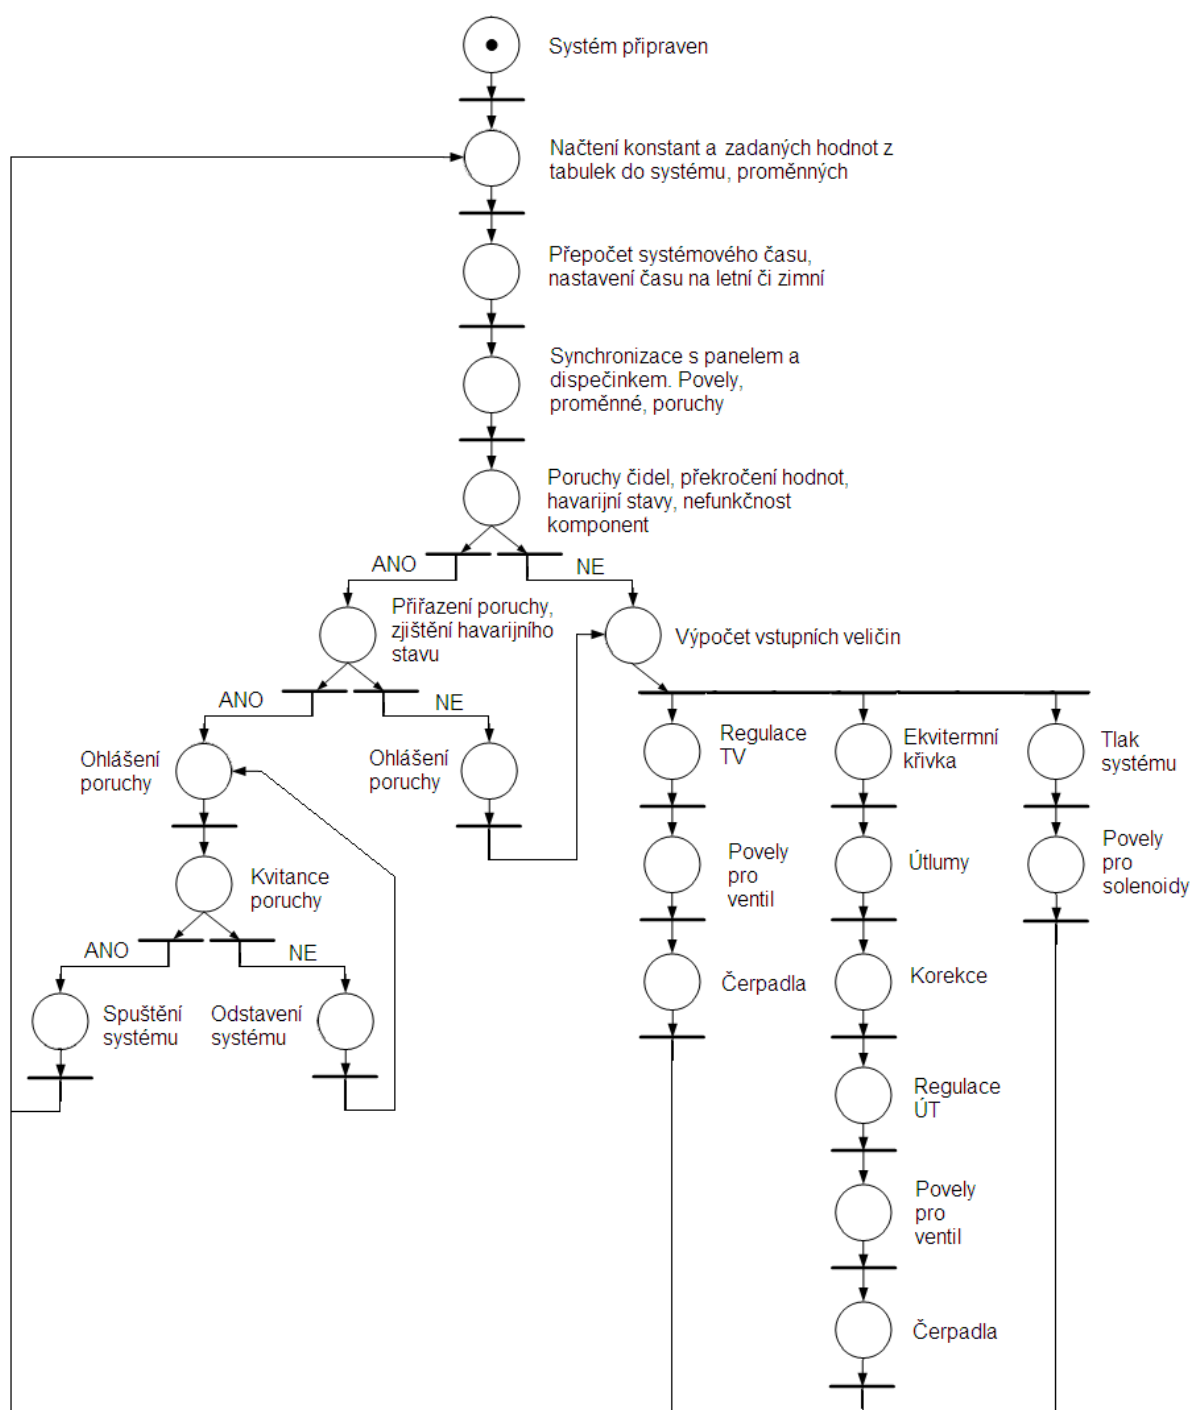 Systém připraven
Načtení konstant a zadaných hodnot z
tabulek do systému, proměnných
Přepočet systémového času,
nastavení času na letní či zimní
Synchronizace s panelem a
dispečinkem. Povely,
proměnné, poruchy
Poruchy čidel, překročení hodnot,
havarijní stavy, nefunkčnost
komponent
ANO
NE
Přiřazení poruchy,
zjištění havarijního
stavu
Výpočet vstupních veličin
ANO
NE
Ohlášení
poruchy
Ohlášení
poruchy
Regulace
TV
Ekvitermní
křivka
Tlak
systému
Kvitance
poruchy
Povely
pro
ventil
Útlumy
Povely
pro
solenoidy
ANO
NE
Spuštění
systému
Odstavení
systému
Čerpadla
Korekce
Regulace
ÚT
Povely
pro
ventil
Čerpadla